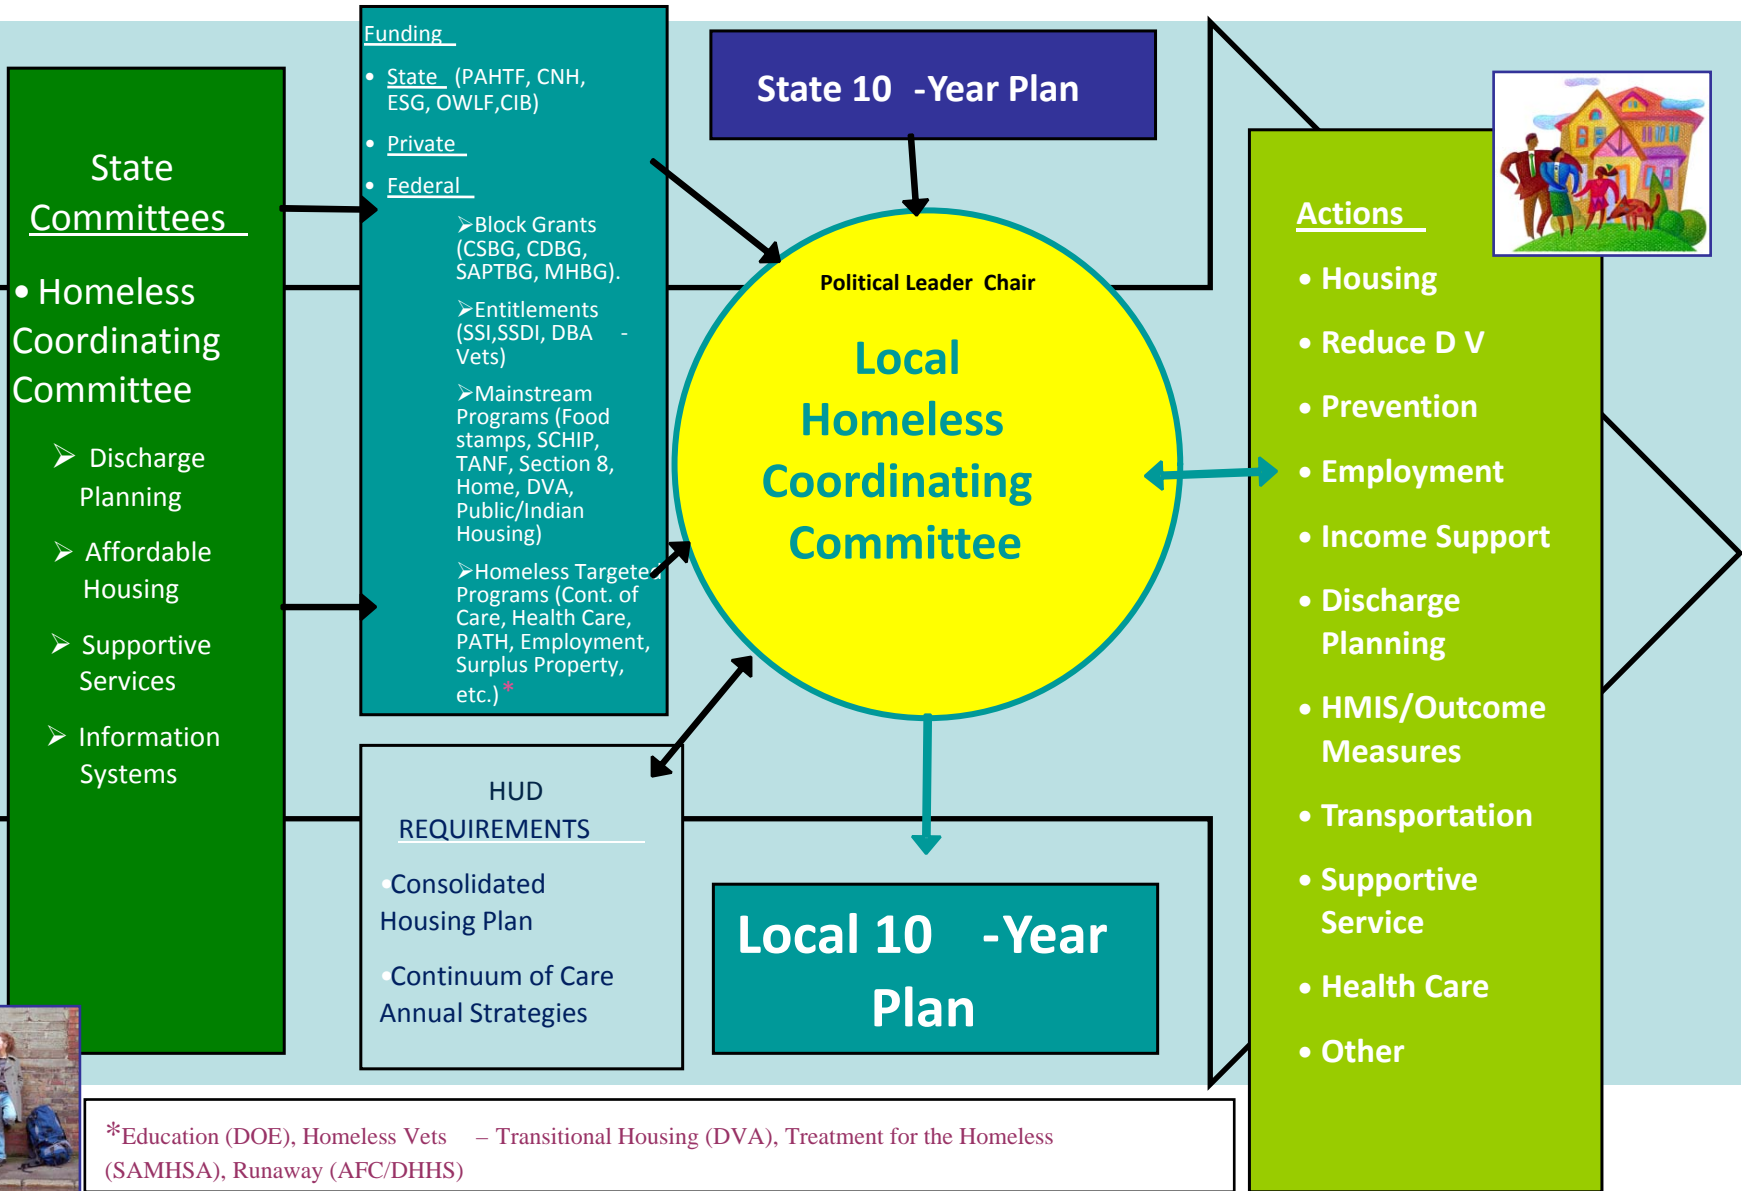 State
Committees
• Homeless
Coordinating
Committee
➢ Discharge
Planning
➢ Affordable
Housing
➢ Supportive
Services
➢ Information
Systems
Funding
• State (PAHTF, CNH,
ESG, OWLF,CIB)
• Private
• Federal
➢Block Grants
(CSBG, CDBG,
SAPTBG, MHBG).
➢Entitlements
(SSI,SSDI, DBA -
Vets)
➢Mainstream
Programs (Food
stamps, SCHIP,
TANF, Section 8,
Home, DVA,
Public/Indian
Housing)
➢Homeless Targeted
Programs (Cont. of
Care, Health Care,
PATH, Employment,
Surplus Property,
etc.) *
HUD
REQUIREMENTS
•Consolidated
Housing Plan
•Continuum of Care
Annual Strategies
State 10 -Year Plan
Political Leader Chair
Local
Homeless
Coordinating
Committee
Local 10 -Year
Plan
Actions
• Housing
• Reduce D V
• Prevention
• Employment
• Income Support
• Discharge
Planning
• HMIS/Outcome
Measures
• Transportation
• Supportive
Service
• Health Care
• Other
*Education (DOE), Homeless Vets – Transitional Housing (DVA), Treatment for the Homeless
(SAMHSA), Runaway (AFC/DHHS)